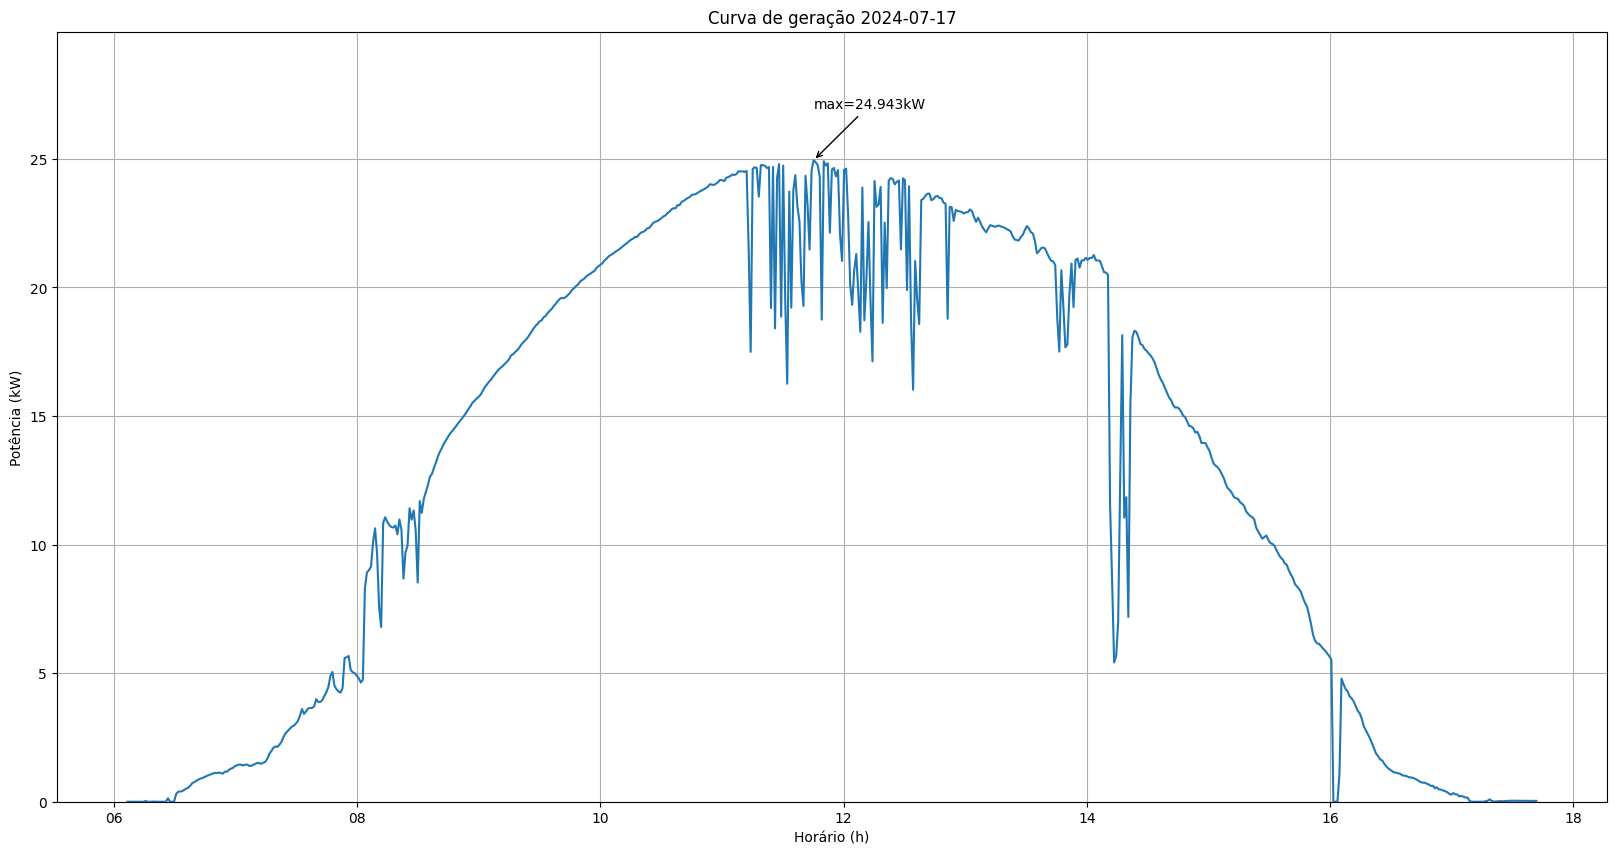 Curva de geração 2024-07-17
max=24.943kW
Potência (kW)
25
20
15
10
5
0
06 08 10 12 14 16 18
Horário (h)